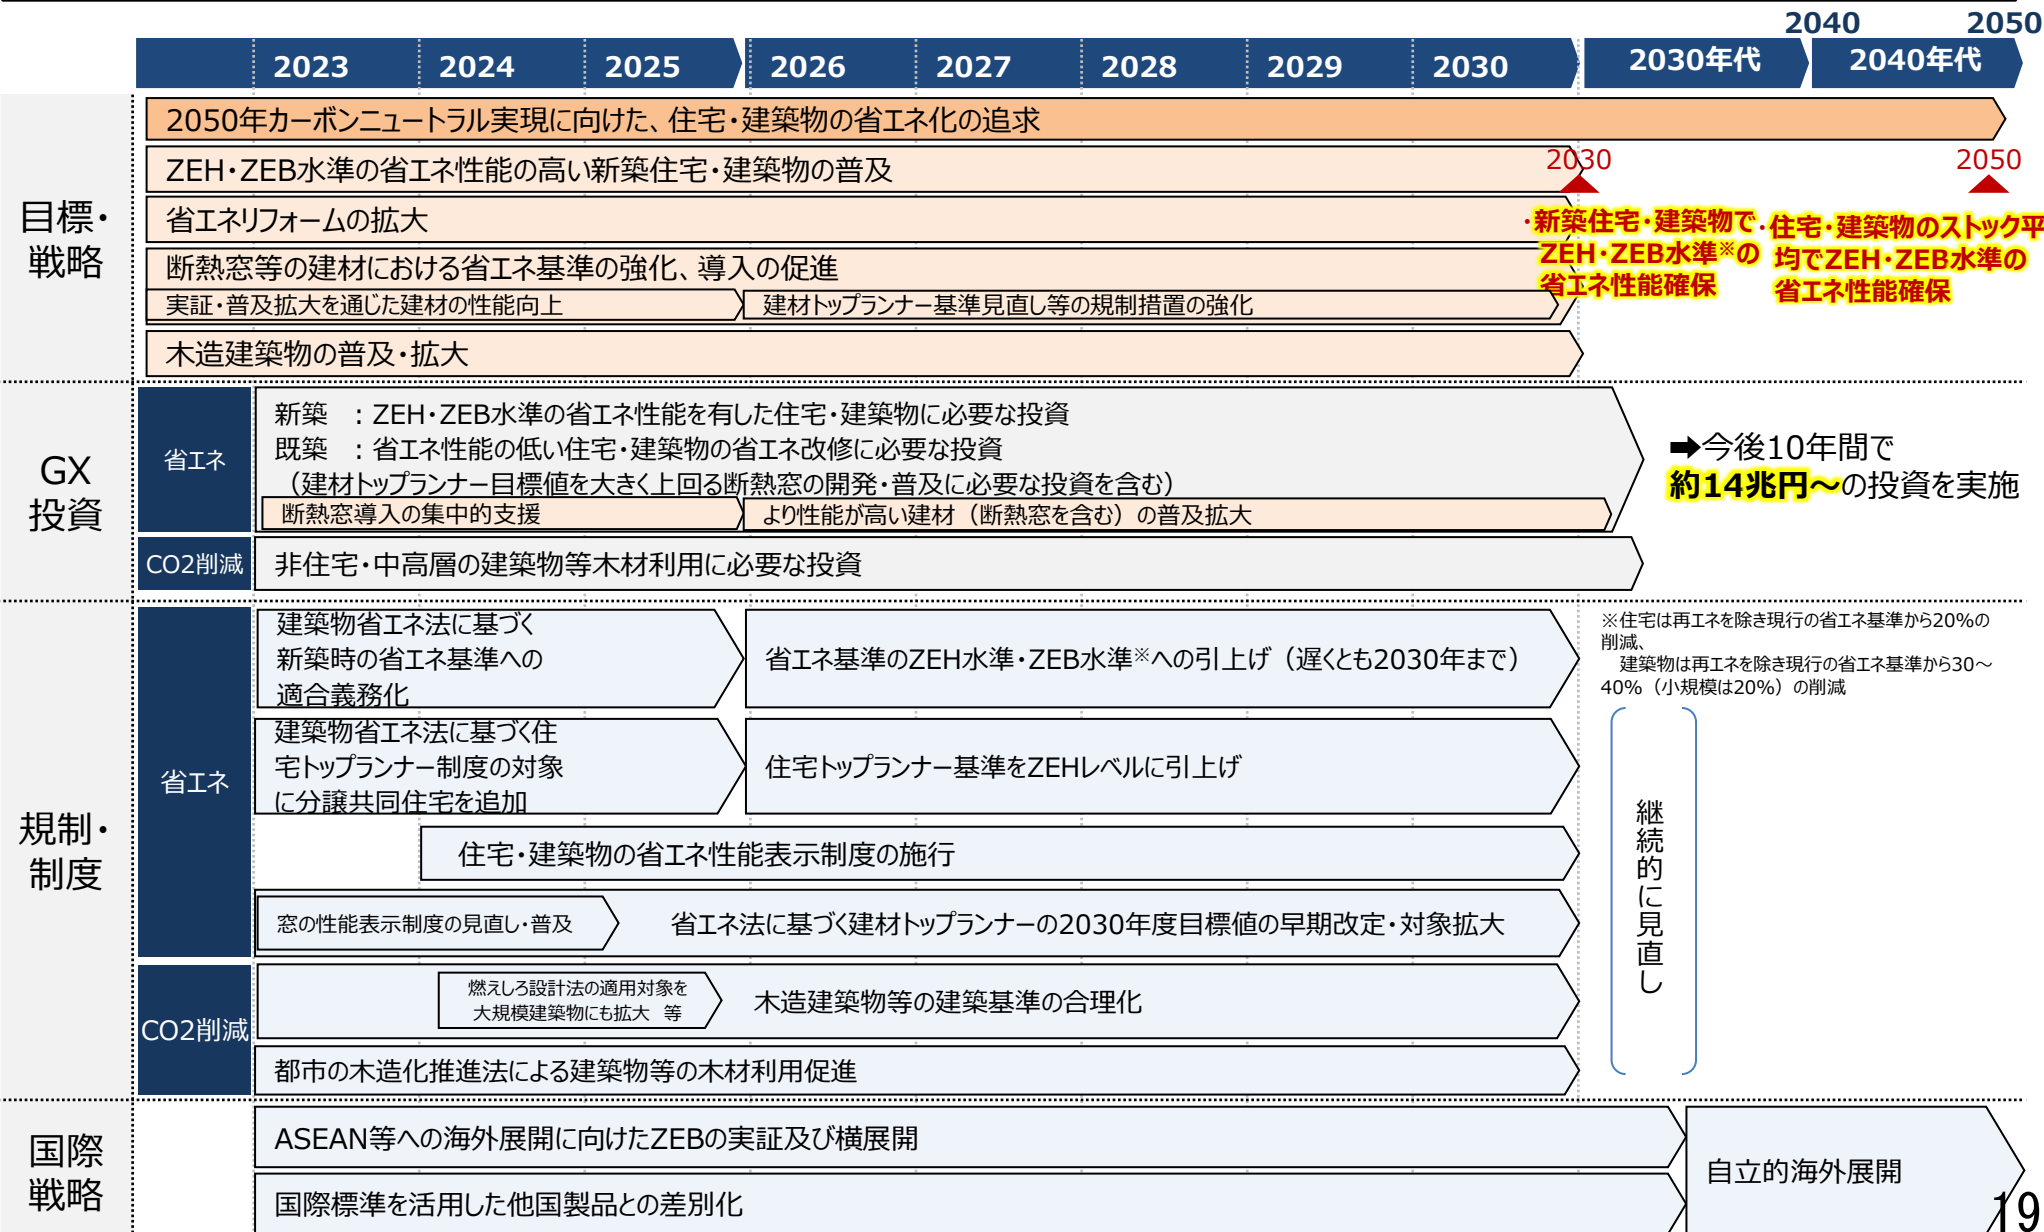 2040
2050
2023
2024
2025
2026
2027
2028
2029
2030
2030年代
2040年代
目標・
戦略
2050年カーボンニュートラル実現に向けた、住宅・建築物の省エネ化の追求
ZEH・ZEB水準の省エネ性能の高い新築住宅・建築物の普及
省エネリフォームの拡大
断熱窓等の建材における省エネ基準の強化、導入の促進
実証・普及拡大を通じた建材の性能向上
建材トップランナー基準見直し等の規制措置の強化
木造建築物の普及・拡大
2030
・新築住宅・建築物で
ZEH・ZEB水準※の
省エネ性能確保
2050
・住宅・建築物のストック平
均でZEH・ZEB水準の
省エネ性能確保
GX
投資
省エネ
新築 ：ZEH・ZEB水準の省エネ性能を有した住宅・建築物に必要な投資
既築 ：省エネ性能の低い住宅・建築物の省エネ改修に必要な投資
（建材トップランナー目標値を大きく上回る断熱窓の開発・普及に必要な投資を含む）
断熱窓導入の集中的支援
より性能が高い建材（断熱窓を含む）の普及拡大
➡今後10年間で
約14兆円～の投資を実施
CO2削減
非住宅・中高層の建築物等木材利用に必要な投資
規制・
制度
省エネ
建築物省エネ法に基づく
新築時の省エネ基準への
適合義務化
省エネ基準のZEH水準・ZEB水準※への引上げ（遅くとも2030年まで）
※住宅は再エネを除き現行の省エネ基準から20%の
削減、
建築物は再エネを除き現行の省エネ基準から30～
40%（小規模は20%）の削減
建築物省エネ法に基づく住
宅トップランナー制度の対象
に分譲共同住宅を追加
住宅トップランナー基準をZEHレベルに引上げ
住宅・建築物の省エネ性能表示制度の施行
窓の性能表示制度の見直し・普及
省エネ法に基づく建材トップランナーの2030年度目標値の早期改定・対象拡大
継続的に見直し
CO2削減
燃えしろ設計法の適用対象を
大規模建築物にも拡大 等
木造建築物等の建築基準の合理化
都市の木造化推進法による建築物等の木材利用促進
国際
戦略
ASEAN等への海外展開に向けたZEBの実証及び横展開
国際標準を活用した他国製品との差別化
自立的海外展開
19